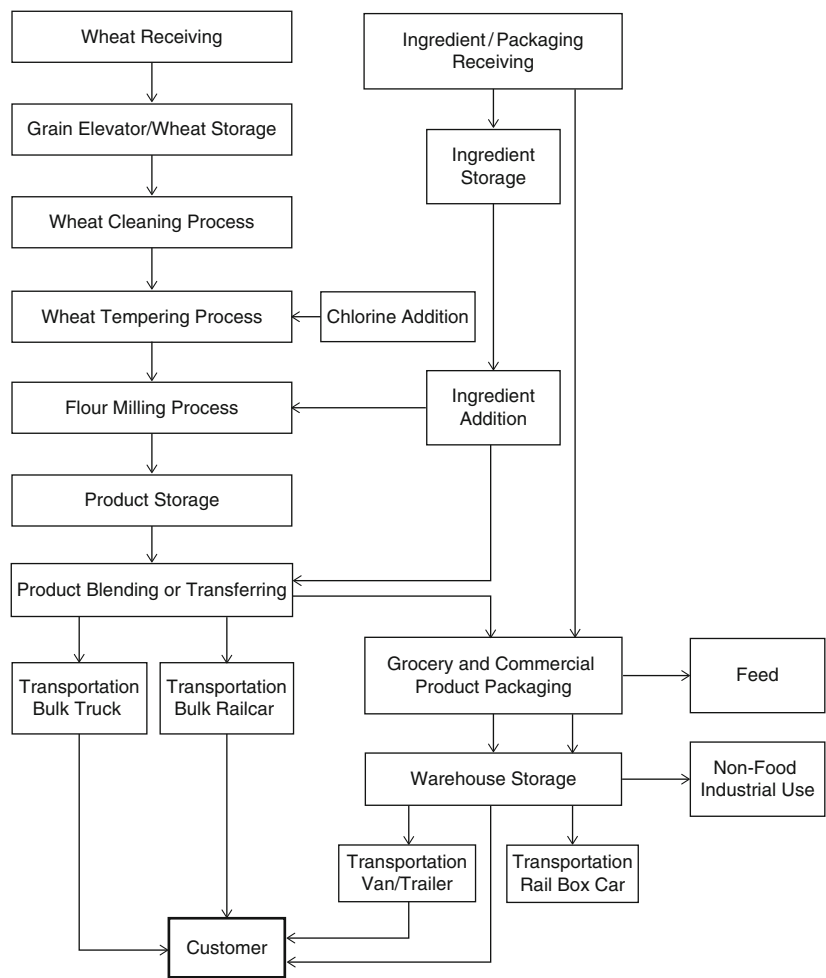 Wheat Receiving
Ingredient/Packaging
Receiving
Grain Elevator/Wheat Storage
Ingredient
Storage
Wheat Cleaning Process
Wheat Tempering Process
Chlorine Addition
Flour Milling Process
Ingredient
Addition
Product Storage
Product Blending or Transferring
Transportation
Bulk Truck
Transportation
Bulk Railcar
Grocery and Commercial
Product Packaging
Feed
Warehouse Storage
Non-Food
Industrial Use
Transportation
Van/Trailer
Transportation
Rail Box Car
Customer